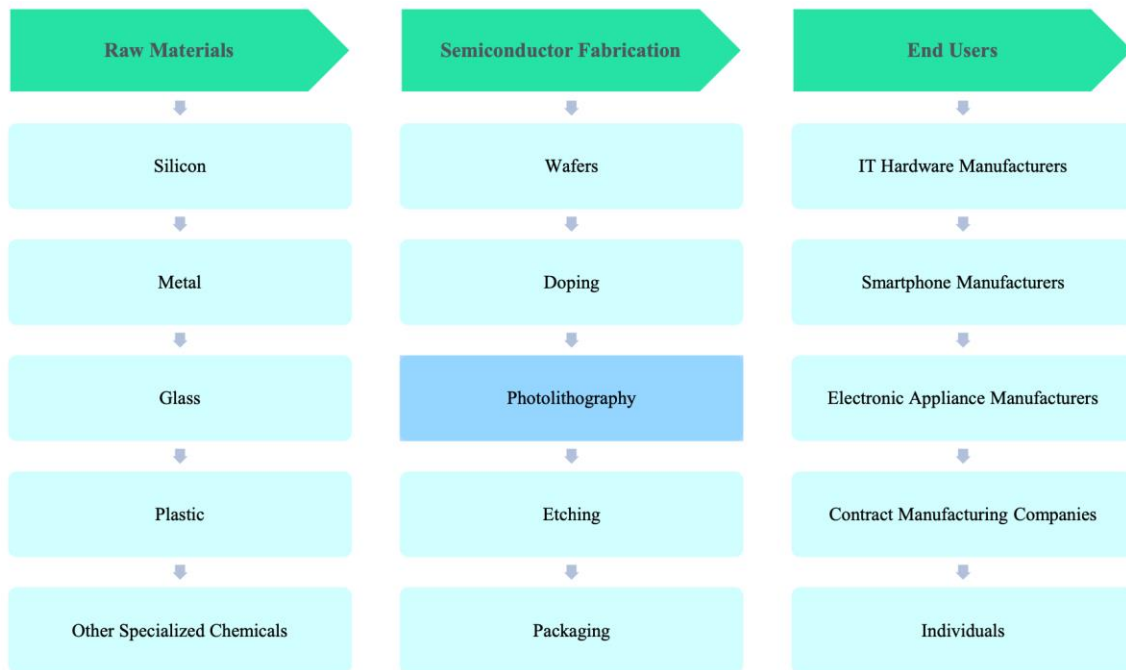 Raw Materials
Silicon
Metal
Glass
Plastic
Other Specialized Chemicals
Semiconductor Fabrication
Wafers
Doping
Photolithography
Etching
Packaging
End Users
IT Hardware Manufacturers
Smartphone Manufacturers
Electronic Appliance Manufacturers
Contract Manufacturing Companies
Individuals